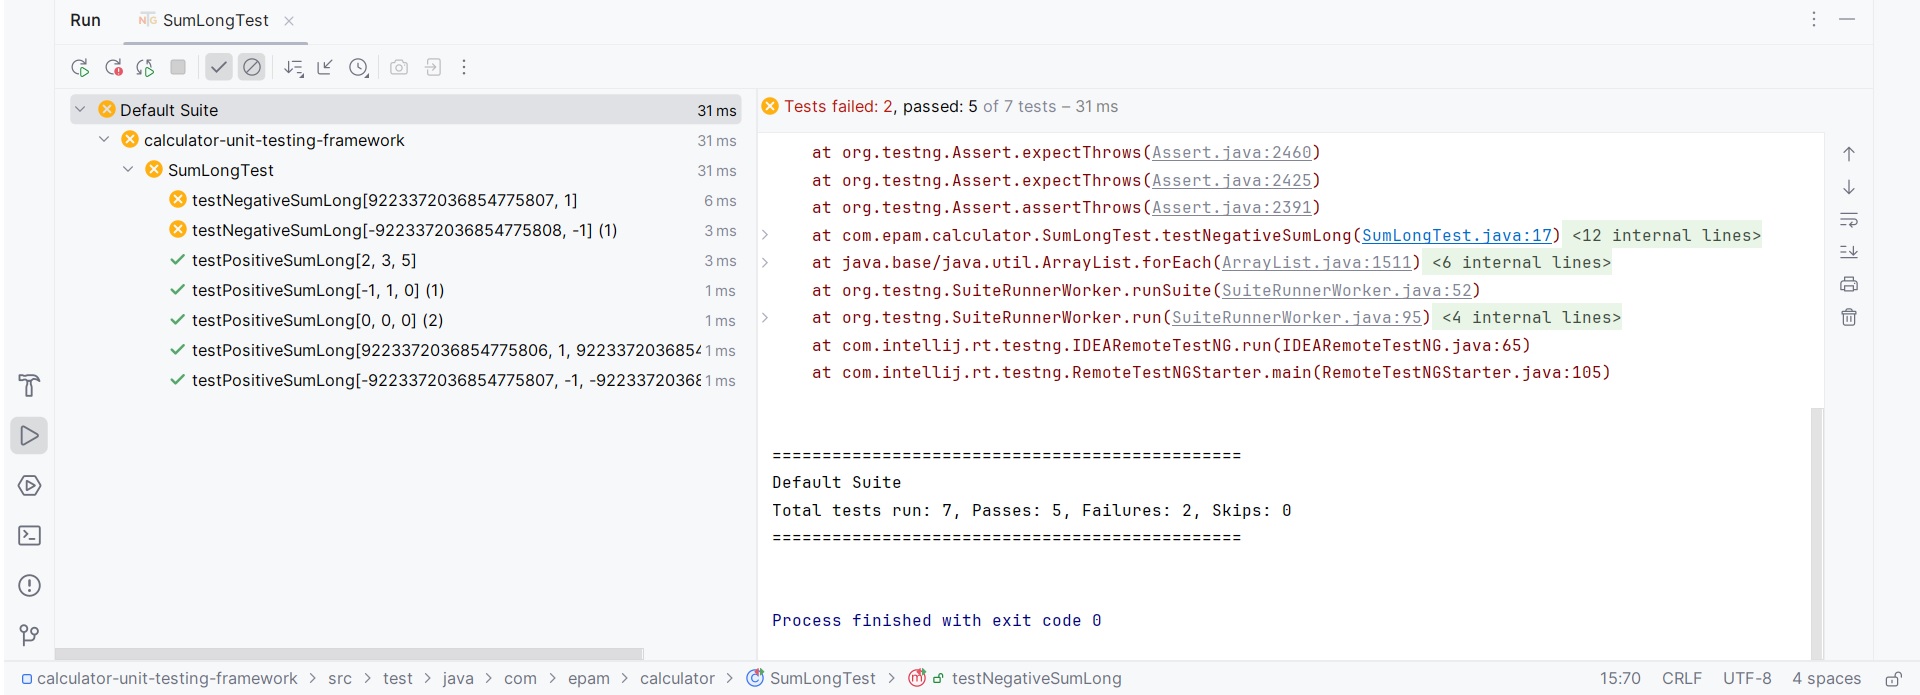 Run SumLongTest
Default Suite 31 ms
calculator-unit-testing-framework 31 ms
SumLongTest 31 ms
testNegativeSumLong[9223372036854775807, 1] 6 ms
testNegativeSumLong[-9223372036854775808, -1] (1) 3 ms
testPositiveSumLong[2, 3, 5] 3 ms
testPositiveSumLong[-1, 1, 0] (1) 1 ms
testPositiveSumLong[0, 0, 0] (2) 1 ms
testPositiveSumLong[9223372036854775806, 1, 9223372036854 1 ms
testPositiveSumLong[-9223372036854775807, -1, -92233720368 1 ms
Tests failed: 2, passed: 5 of 7 tests – 31 ms
at org.testng.Assert.expectThrows(Assert.java:2460)
at org.testng.Assert.expectThrows(Assert.java:2425)
at org.testng.Assert.assertThrows(Assert.java:2391)
at com.epam.calculator.SumLongTest.testNegativeSumLong(SumLongTest.java:17) <12 internal lines>
at java.base/java.util.ArrayList.forEach(ArrayList.java:1511) <6 internal lines>
at org.testng.SuiteRunnerWorker.runSuite(SuiteRunnerWorker.java:52)
at org.testng.SuiteRunnerWorker.run(SuiteRunnerWorker.java:95) <4 internal lines>
at com.intellij.rt.testng.IDEARemoteTestNG.run(IDEARemoteTestNG.java:65)
at com.intellij.rt.testng.RemoteTestNGStarter.main(RemoteTestNGStarter.java:105)
===============================================
Default Suite
Total tests run: 7, Passes: 5, Failures: 2, Skips: 0
===============================================
Process finished with exit code 0
calculator-unit-testing-framework > src > test > java > com > epam > calculator > SumLongTest > testNegativeSumLong 15:70 CRLF UTF-8 4 spaces